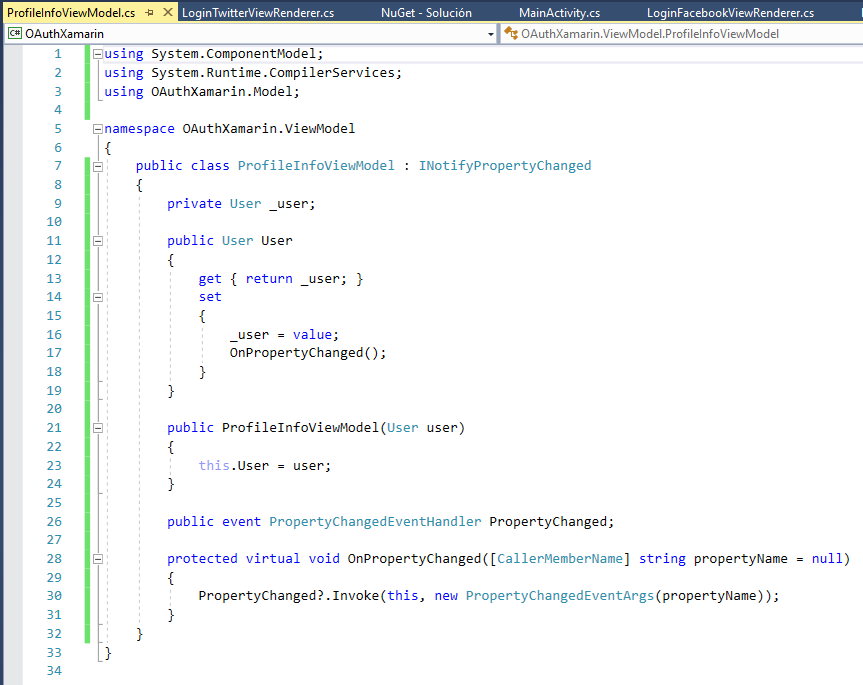 ProfileInfoViewModel.cs LoginTwitterViewRenderer.cs NuGet - Solución MainActivity.cs LoginFacebookViewRenderer.cs
C# OAuthXamarin OAuthXamarin.ViewModel.ProfileInfoViewModel
1 using System.ComponentModel;
2 using System.Runtime.CompilerServices;
3 using OAuthXamarin.Model;
4
5 namespace OAuthXamarin.ViewModel
6 {
7 public class ProfileInfoViewModel : INotifyPropertyChanged
8 {
9 private User _user;
10
11 public User User
12 {
13 get { return _user; }
14 set
15 {
16 _user = value;
17 OnPropertyChanged();
18 }
19 }
20
21 public ProfileInfoViewModel(User user)
22 {
23 this.User = user;
24 }
25
26 public event PropertyChangedEventHandler PropertyChanged;
27
28 protected virtual void OnPropertyChanged([CallerMemberName] string propertyName = null)
29 {
30 PropertyChanged?.Invoke(this, new PropertyChangedEventArgs(propertyName));
31 }
32 }
33 }
34